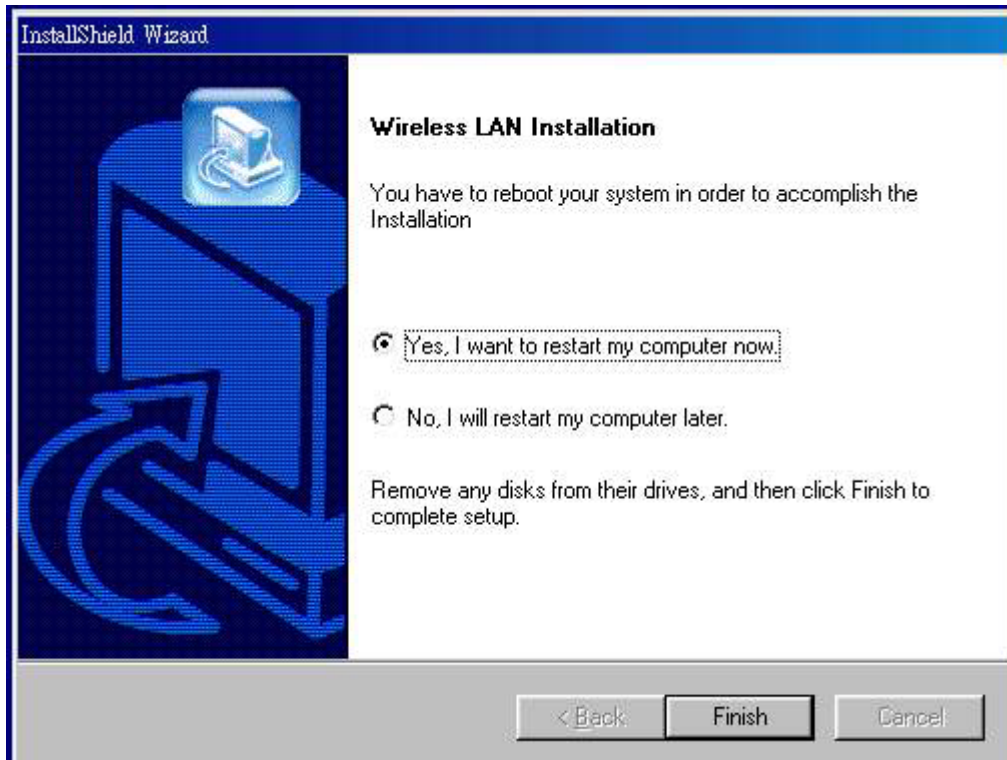 InstallShield Wizard
Wireless LAN Installation
You have to reboot your system in order to accomplish the
Installation
Yes, I want to restart my computer now.
No, I will restart my computer later.
Remove any disks from their drives, and then click Finish to
complete setup.
< Back Finish Cancel